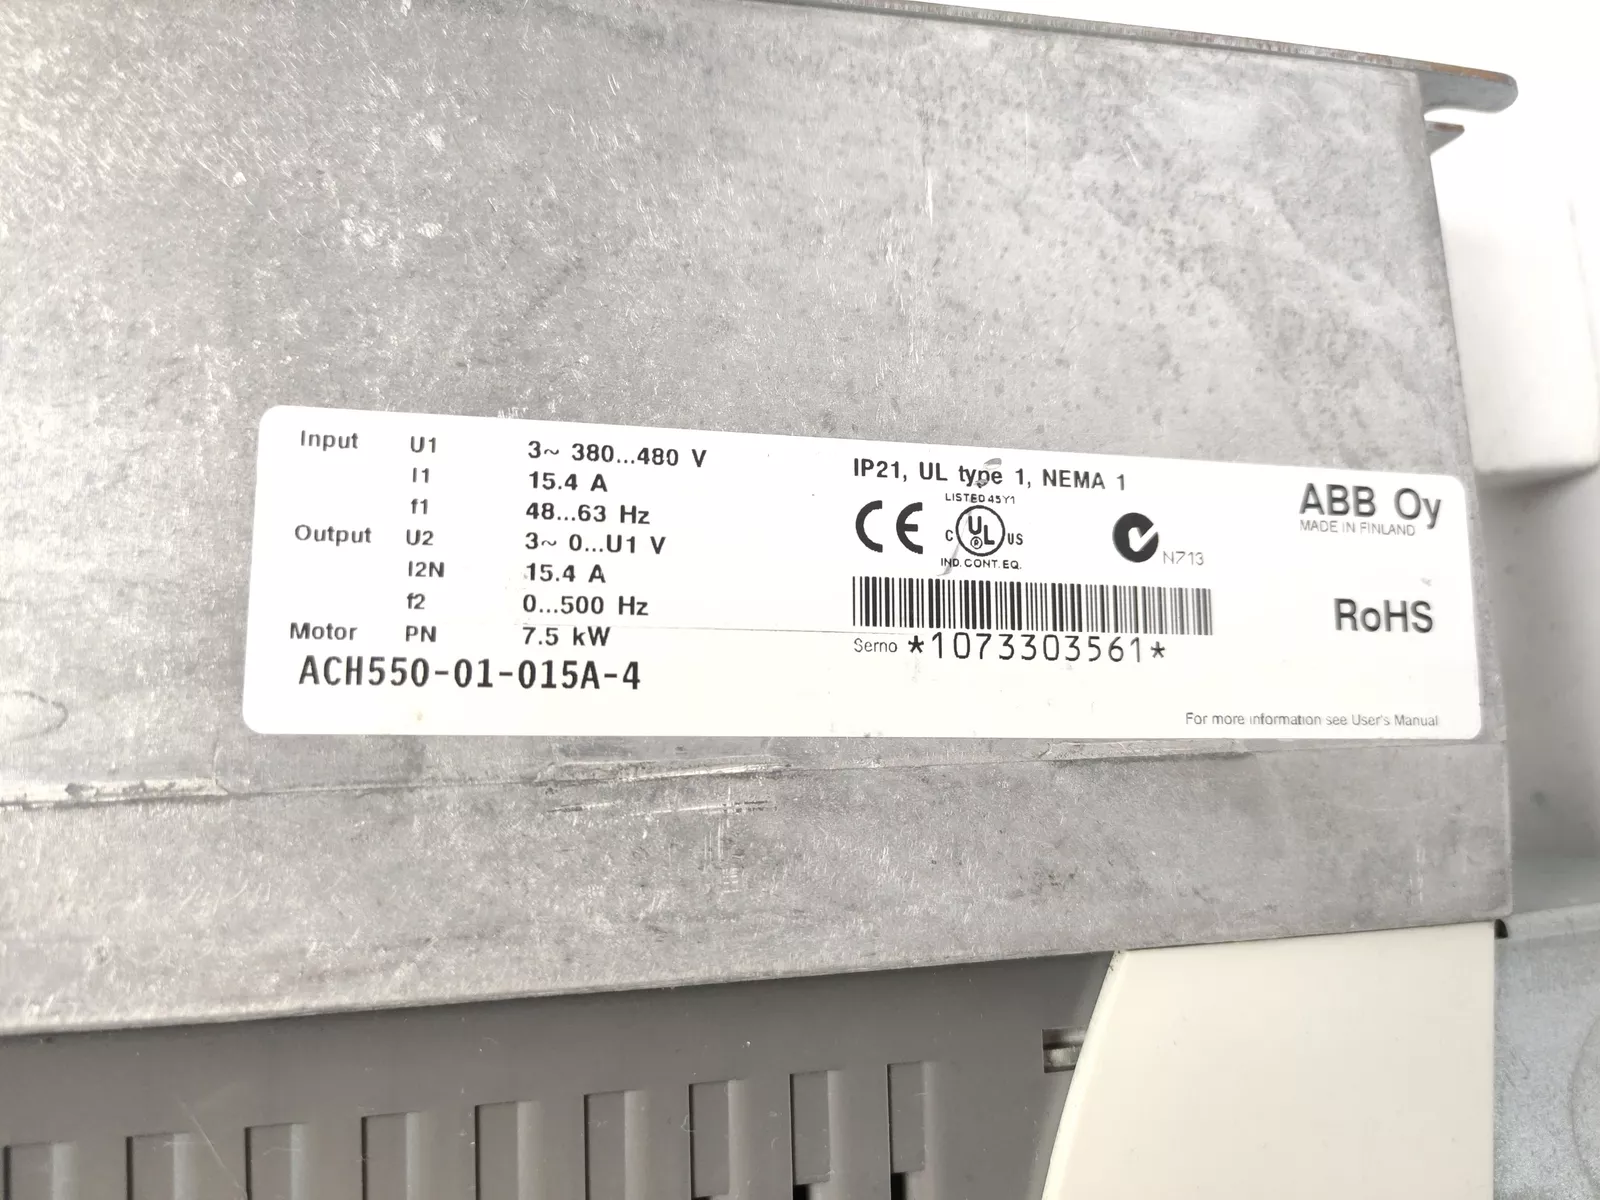 Input U1 3~ 380...480 V
I1 15.4 A
f1 48...63 Hz
Output U2 3~ 0...U1 V
I2N 15.4 A
f2 0...500 Hz
Motor PN 7.5 kW
ACH550-01-015A-4
IP21, UL type 1, NEMA 1
LISTED 45Y1
CE C UL ® US
IND. CONT. EQ.
N713
Serno *1073303561*
ABB Oy
MADE IN FINLAND
RoHS
For more information see User's Manual